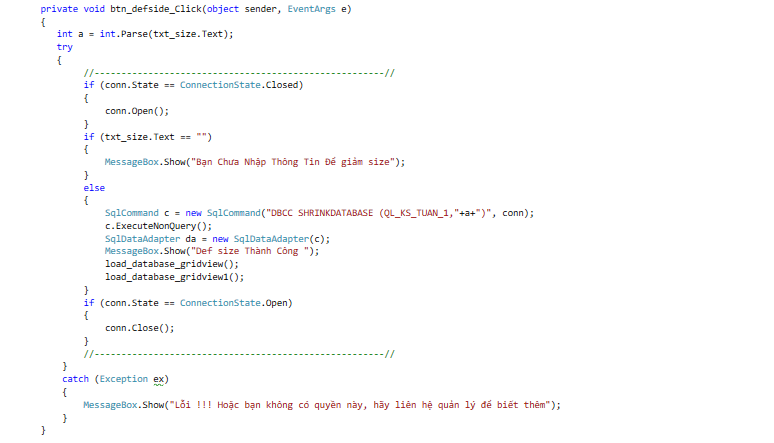 private void btn_defside_Click(object sender, EventArgs e)
{
int a = int.Parse(txt_size.Text);
try
{
//------------------------------------------------------//
if (conn.State == ConnectionState.Closed)
{
conn.Open();
}
if (txt_size.Text == "")
{
MessageBox.Show("Bạn Chưa Nhập Thông Tin Để giảm size");
}
else
{
SqlCommand c = new SqlCommand("DBCC SHRINKDATABASE (QL_KS_TUAN_1,"+a+")", conn);
c.ExecuteNonQuery();
SqlDataAdapter da = new SqlDataAdapter(c);
MessageBox.Show("Def size Thành Công ");
load_database_gridview();
load_database_gridview1();
}
if (conn.State == ConnectionState.Open)
{
conn.Close();
}
//------------------------------------------------------//
}
catch (Exception ex)
{
MessageBox.Show("Lỗi !!! Hoặc bạn không có quyền này, hãy liên hệ quản lý để biết thêm");
}
}